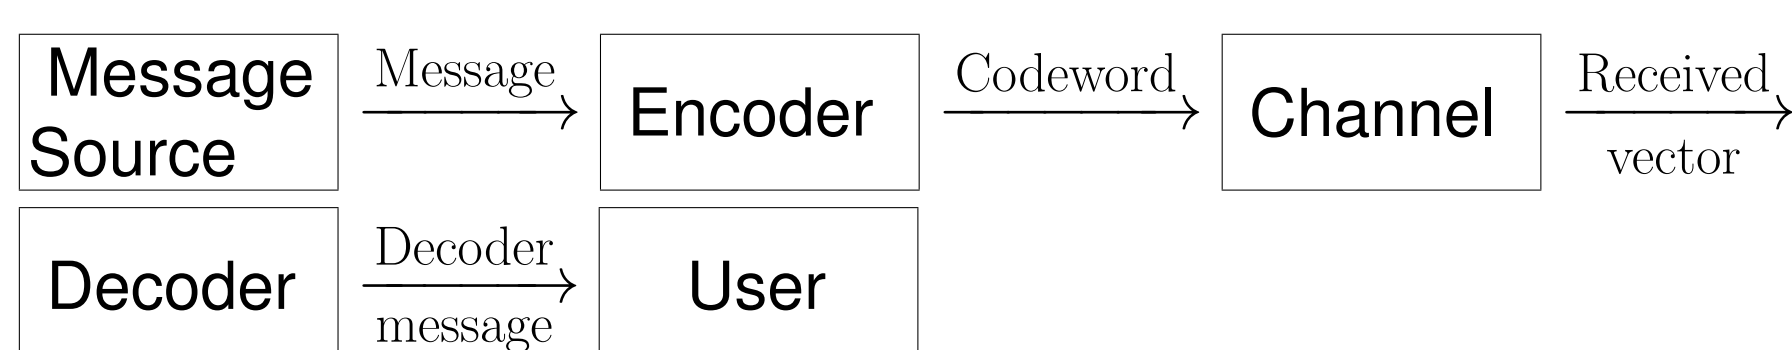 Message
Source
Message
Encoder
Codeword
Channel
Received
vector
Decoder
Decoder
message
User